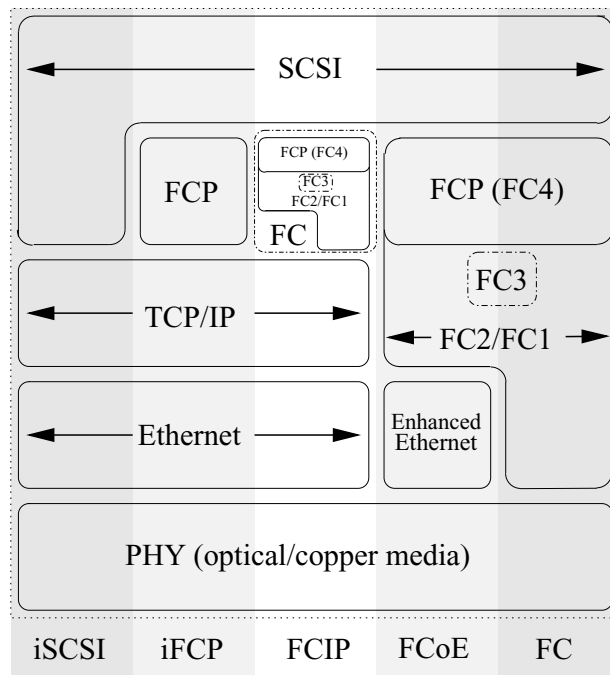 SCSI
FCP (FC4)
FCP
FC3
FC2/FC1
FC
FCP (FC4)
FC3
TCP/IP
FC2/FC1
Ethernet
Enhanced
Ethernet
PHY (optical/copper media)
iSCSI iFCP FCIP FCoE FC